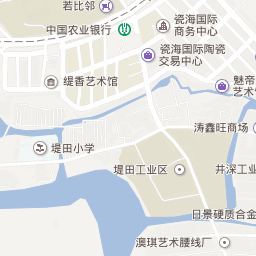 若比邻
瓷海国际
商务中心
中国农业银行
瓷海国际陶瓷
交易中心
缇香艺术馆
魅帝
艺术
涛鑫旺商场
堤田小学
堤田工业区
井深工业
日景硬质合金
澳琪艺术腰线厂